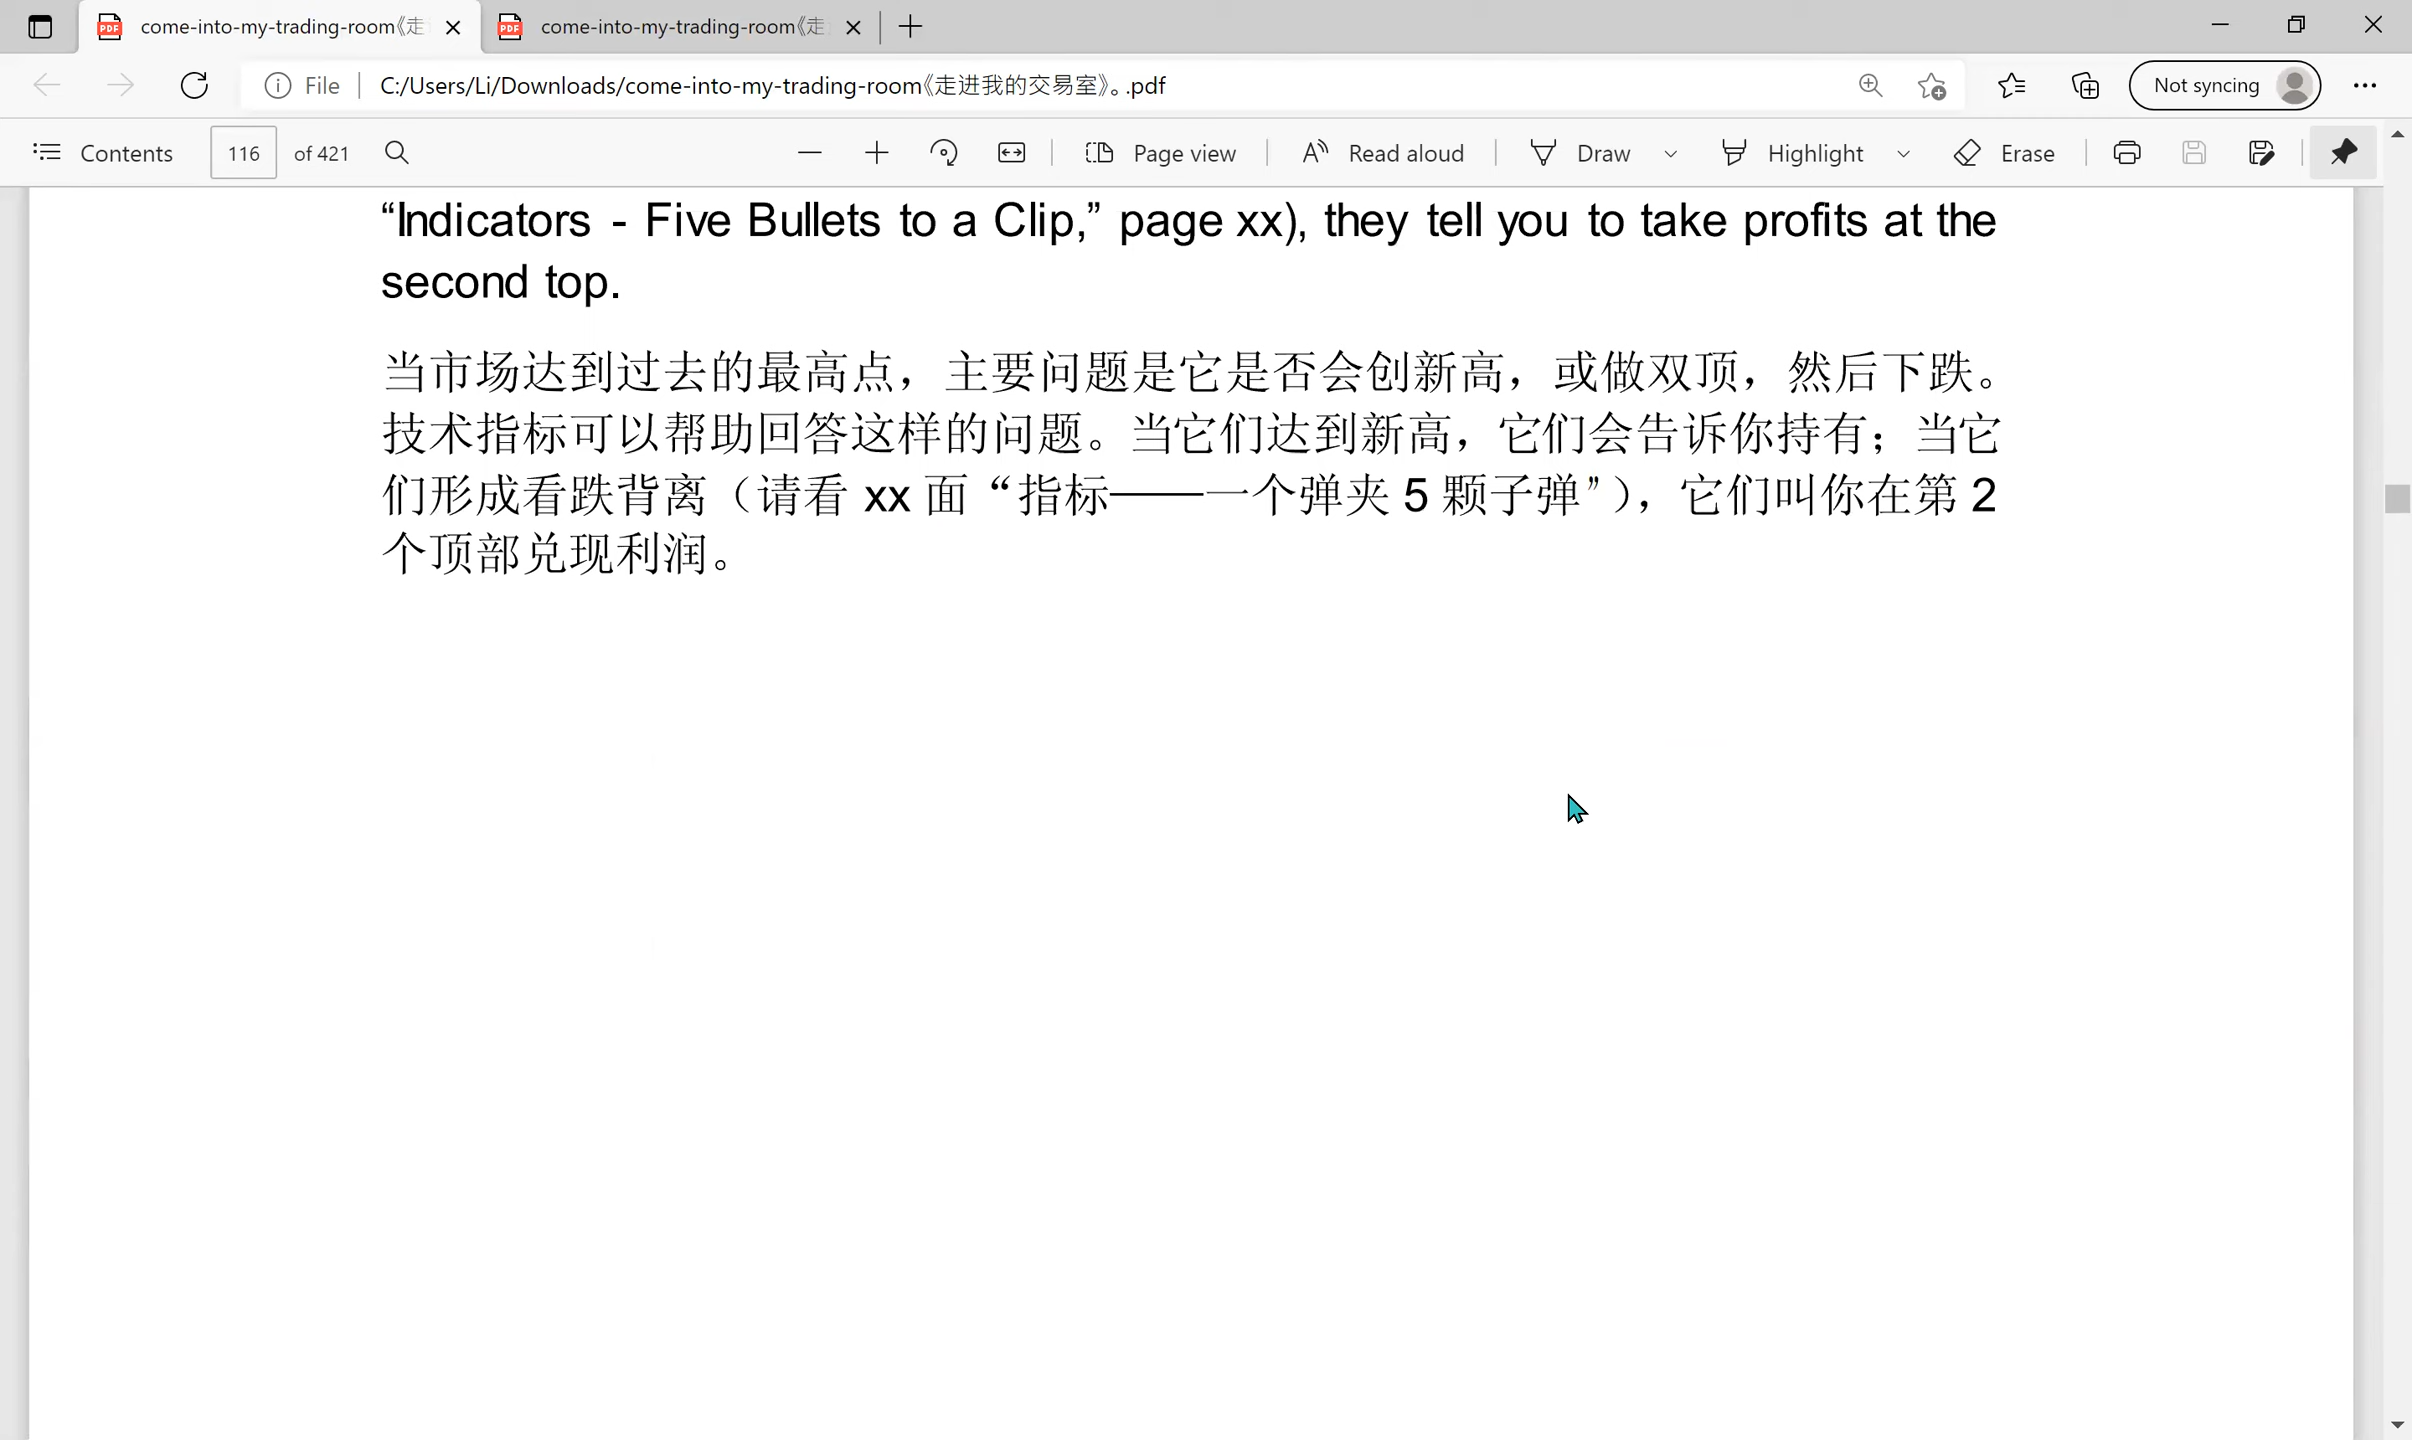 come-into-my-trading-room《走
come-into-my-trading-room《走
File
C:/Users/Li/Downloads/come-into-my-trading-room《走进我的交易室》。.pdf
Not syncing
Contents
116
of 421
Page view
Read aloud
Draw
Highlight
Erase
“Indicators - Five Bullets to a Clip,” page xx), they tell you to take profits at the
second top.
当市场达到过去的最高点，主要问题是它是否会创新高，或做双顶，然后下跌。
技术指标可以帮助回答这样的问题。当它们达到新高，它们会告诉你持有；当它
们形成看跌背离（请看 xx 面“指标——一个弹夹 5 颗子弹”），它们叫你在第 2
个顶部兑现利润。